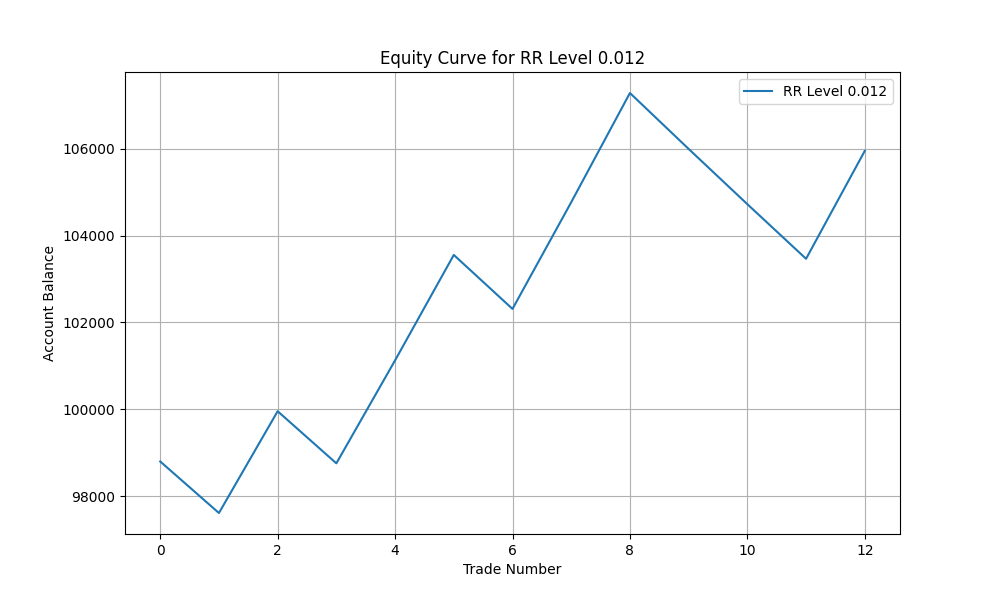 Equity Curve for RR Level 0.012
RR Level 0.012
Account Balance
106000
104000
102000
100000
98000
0 2 4 6 8 10 12
Trade Number